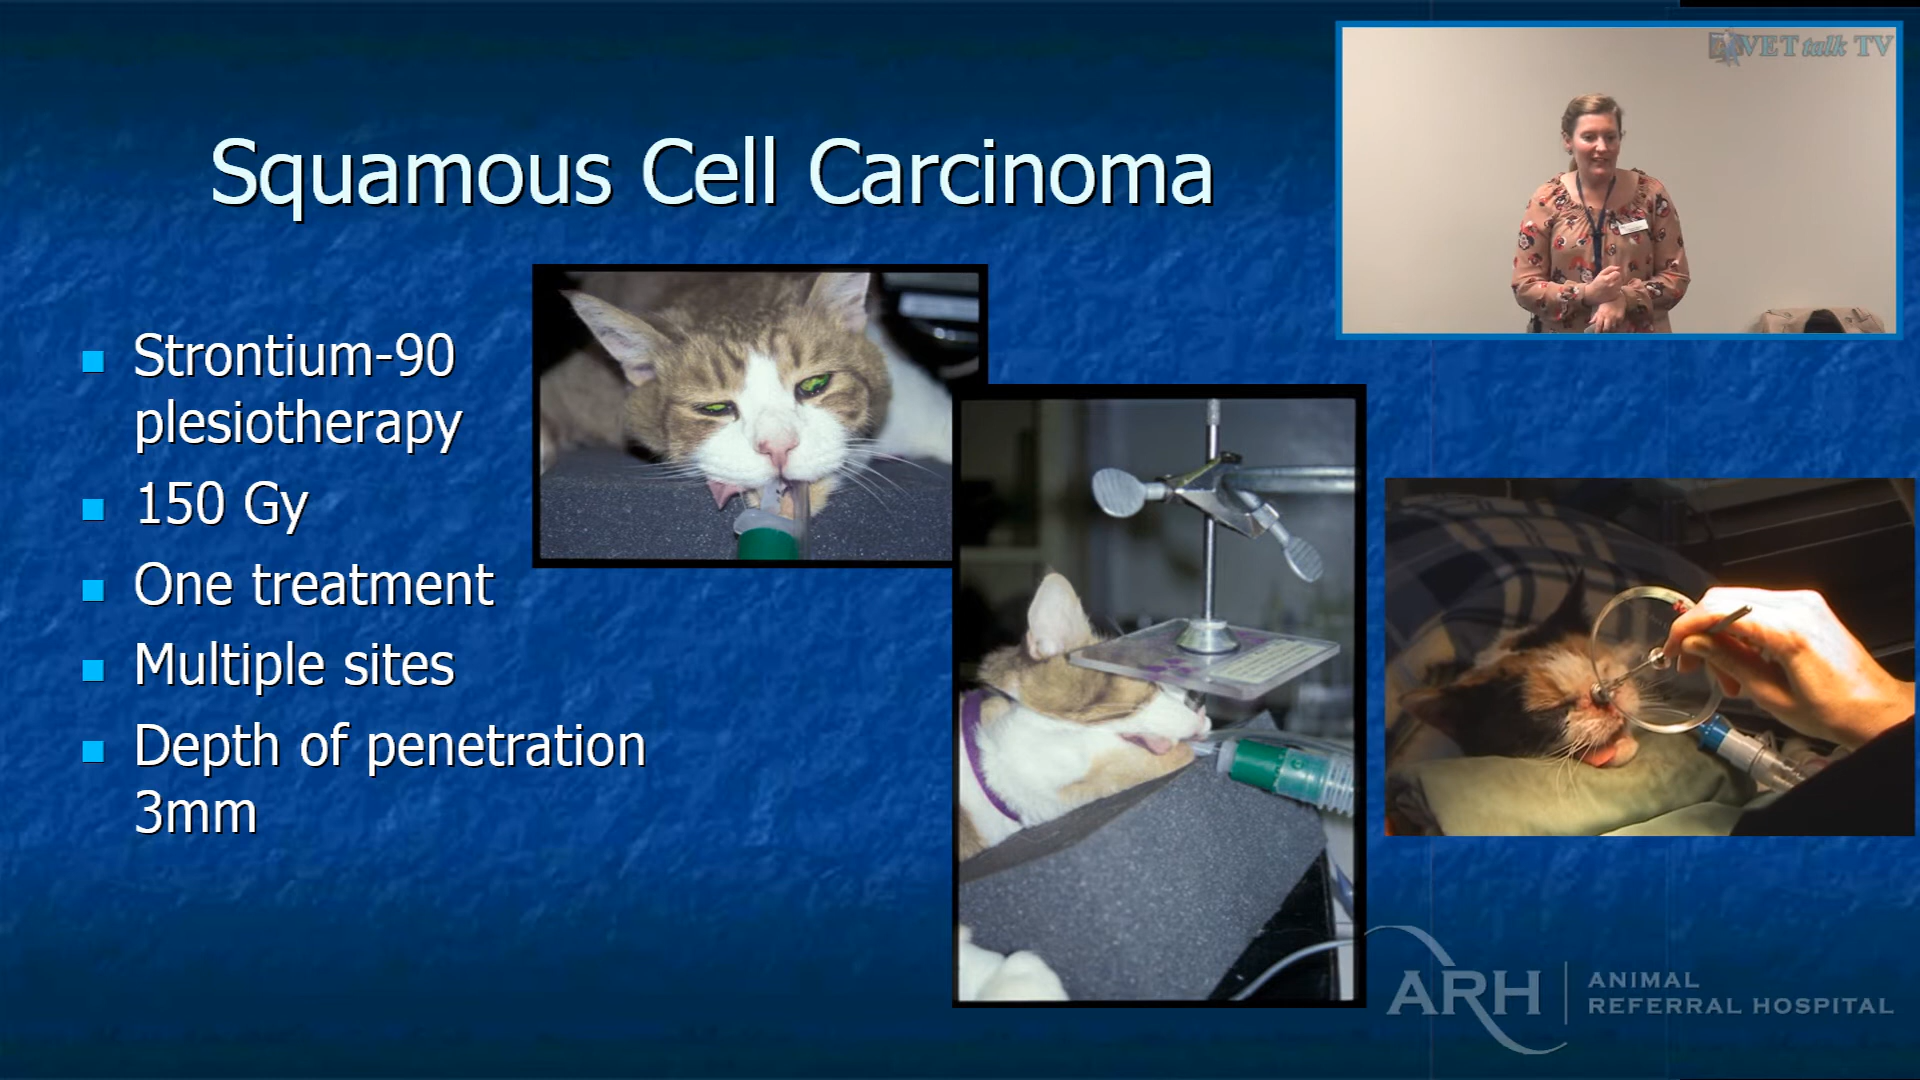 VET talk TV
Squamous Cell Carcinoma
Strontium-90
plesiotherapy
150 Gy
One treatment
Multiple sites
Depth of penetration
3mm
ARH
ANIMAL
REFERRAL HOSPITAL